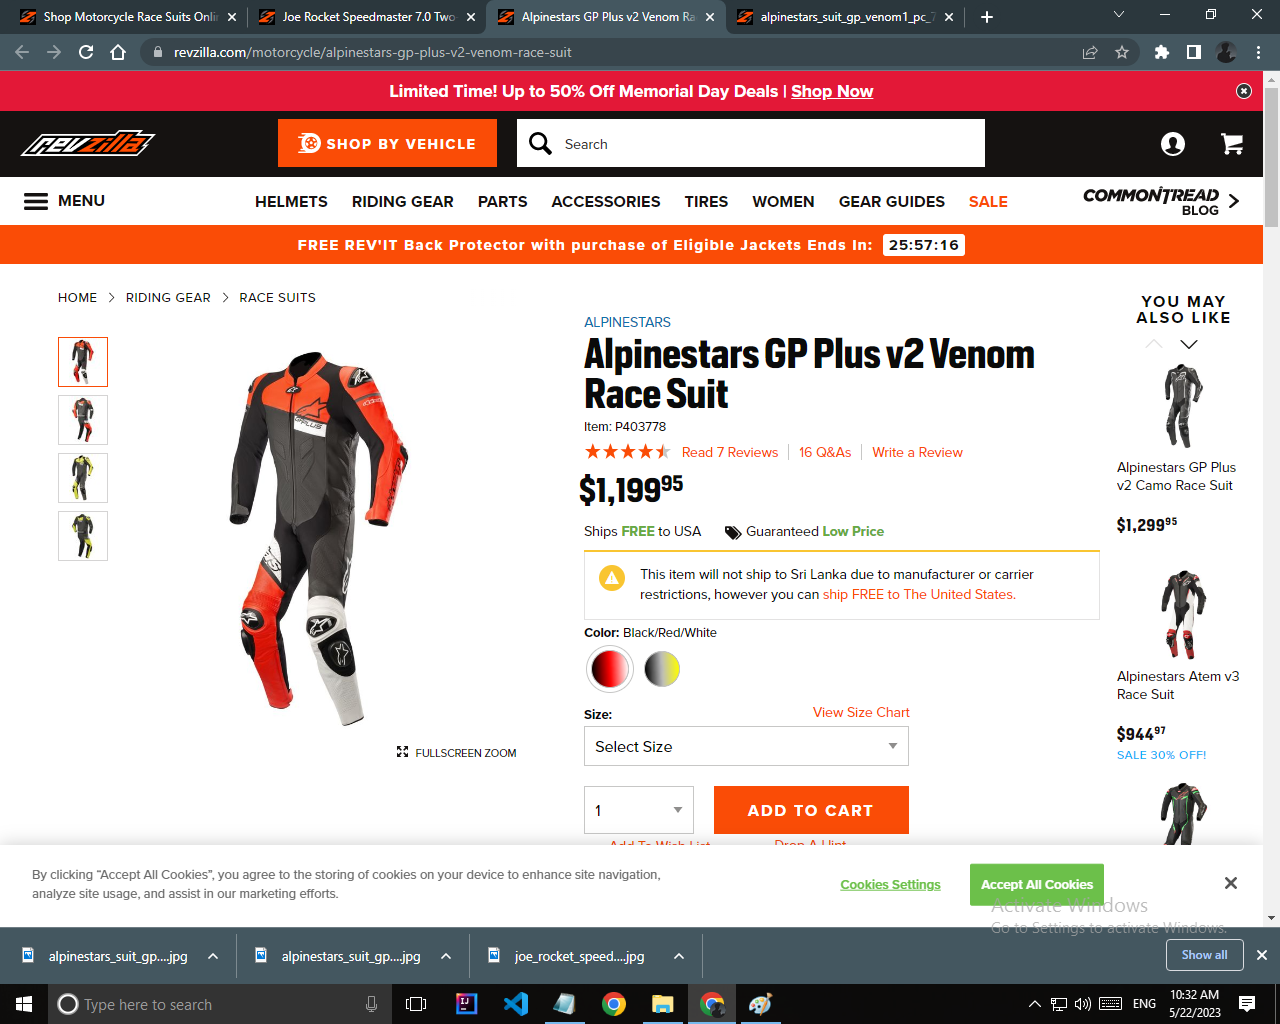 Shop Motorcycle Race Suits Onli
Joe Rocket Speedmaster 7.0 Two-
Alpinestars GP Plus v2 Venom Ra
alpinestars_suit_gp_venom1_pc_7
revzilla.com/motorcycle/alpinestars-gp-plus-v2-venom-race-suit
Limited Time! Up to 50% Off Memorial Day Deals | Shop Now
revzilla
SHOP BY VEHICLE
Search
MENU
HELMETS
RIDING GEAR
PARTS
ACCESSORIES
TIRES
WOMEN
GEAR GUIDES
SALE
COMMON TREAD
BLOG
FREE REV'IT Back Protector with purchase of Eligible Jackets Ends In: 25:57:16
HOME > RIDING GEAR > RACE SUITS
YOU MAY
ALSO LIKE
ALPINESTARS
Alpinestars GP Plus v2 Venom
Race Suit
Item: P403778
Read 7 Reviews
16 Q&As
Write a Review
$1,199.95
Ships FREE to USA
Guaranteed Low Price
This item will not ship to Sri Lanka due to manufacturer or carrier
restrictions, however you can ship FREE to The United States.
Color: Black/Red/White
Size:
View Size Chart
Select Size
1
ADD TO CART
Add To Wish List
Drop A Hint
FULLSCREEN ZOOM
Alpinestars GP Plus
v2 Camo Race Suit
$1,299.95
Alpinestars Atem v3
Race Suit
$944.97
SALE 30% OFF!
By clicking “Accept All Cookies”, you agree to the storing of cookies on your device to enhance site navigation,
analyze site usage, and assist in our marketing efforts.
Cookies Settings
Accept All Cookies
Activate Windows
Go to Settings to activate Windows.
alpinestars_suit_gp....jpg
alpinestars_suit_gp....jpg
joe_rocket_speed....jpg
Show all
Type here to search
ENG
10:32 AM
5/22/2023